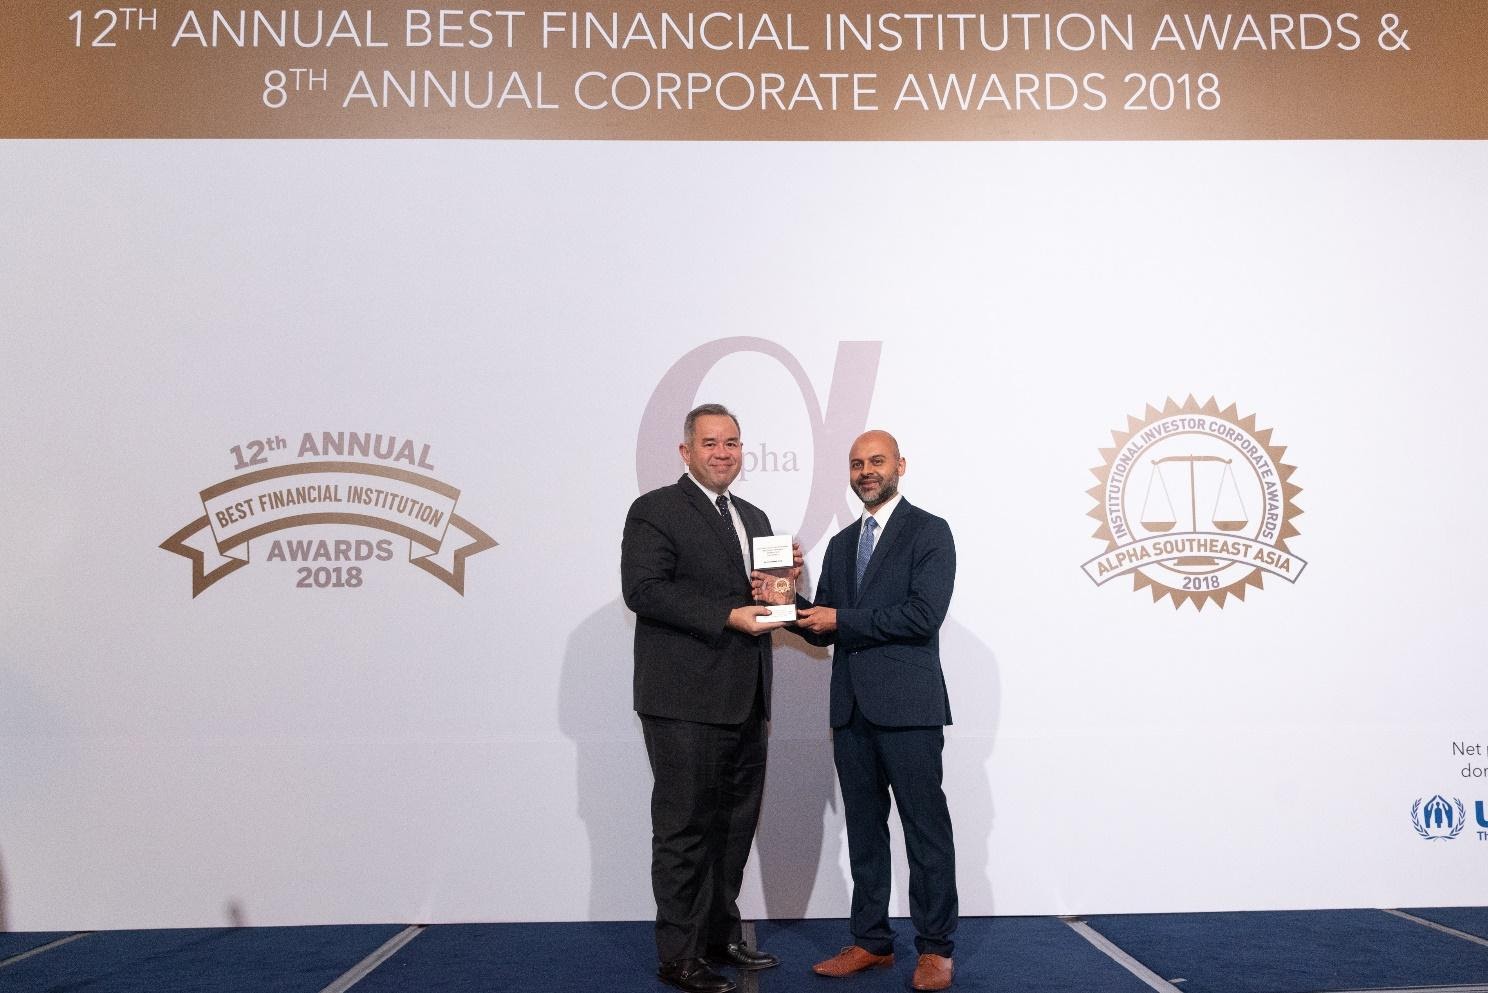 12TH ANNUAL BEST FINANCIAL INSTITUTION AWARDS &
8TH ANNUAL CORPORATE AWARDS 2018
12th ANNUAL
BEST FINANCIAL INSTITUTION
AWARDS
2018
pha
INSTITUTIONAL INVESTOR CORPORATE AWARDS
ALPHA SOUTHEAST ASIA
2018
Net